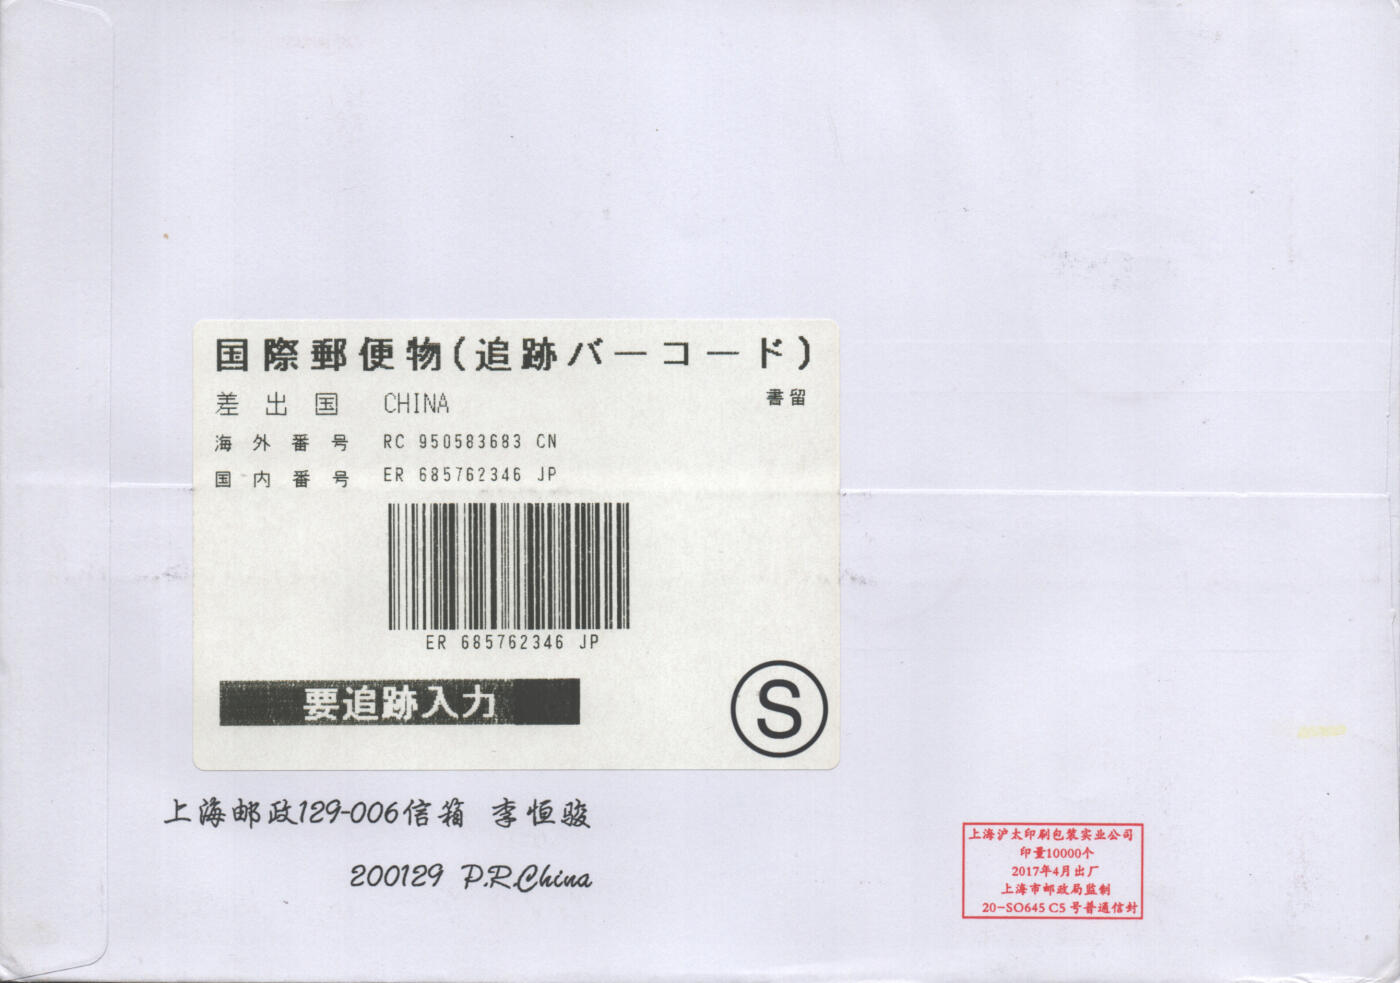 国際郵便物(追跡バーコード)
差出国 CHINA 書留
海外番号 RC 950583683 CN
国内番号 ER 685762346 JP
ER 685762346 JP
要追跡入力
S
上海邮政129-006信箱 李恒骏
200129 P.R.China
上海沪太印刷包装实业公司
印量10000个
2017年4月出厂
上海市邮政局监制
20-SO645 C5 号普通信封